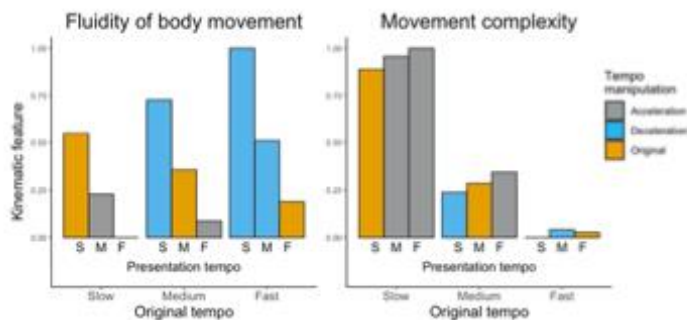 Fluidity of body movement
Movement complexity
Kinematic feature
1.00
0.75
0.50
0.25
0.00
S M F S M F S M F
Presentation tempo
Slow Medium Fast
Original tempo
1.00
0.75
0.50
0.25
0.00
S M F S M F S M F
Presentation tempo
Slow Medium Fast
Original tempo
Tempo
manipulation
Acceleration
Deceleration
Original